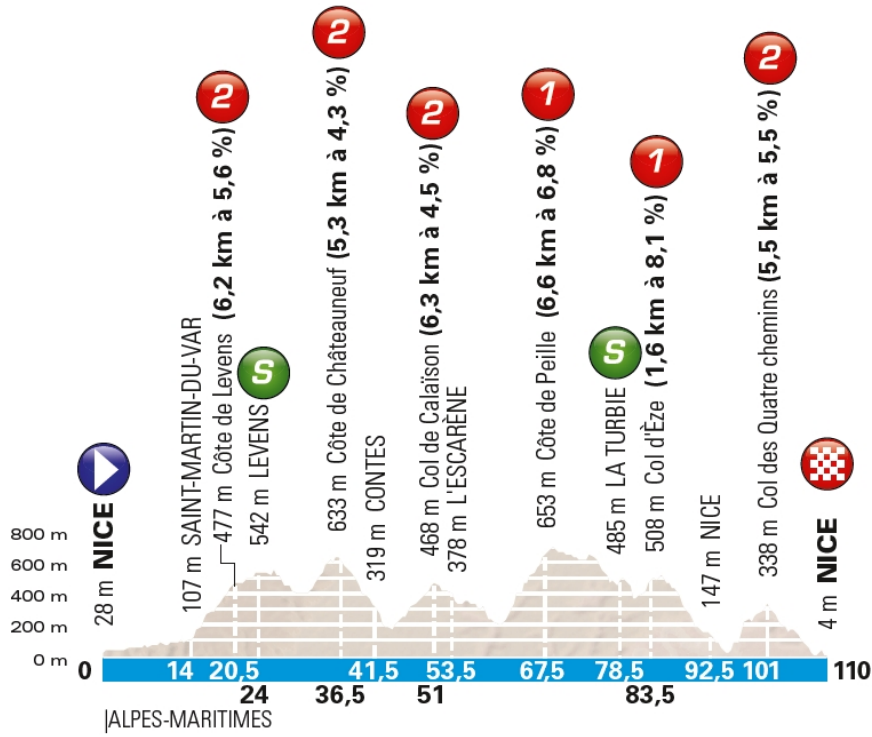 28 m NICE
107 m SAINT-MARTIN-DU-VAR
2
477 m Côte de Levens (6,2 km à 5,6 %)
S
542 m LEVENS
2
633 m Côte de Châteauneuf (5,3 km à 4,3 %)
319 m CONTES
2
468 m Col de Calaïson (6,3 km à 4,5 %)
378 m L'ESCARÈNE
1
653 m Côte de Peille (6,6 km à 6,8 %)
S
485 m LA TURBIE
1
508 m Col d'Èze (1,6 km à 8,1 %)
147 m NICE
2
338 m Col des Quatre chemins (5,5 km à 5,5 %)
4 m NICE
800 m
600 m
400 m
200 m
0 m
0 14 20,5 41,5 53,5 67,5 78,5 92,5 101 110
24 36,5 51 83,5
ALPES-MARITIMES